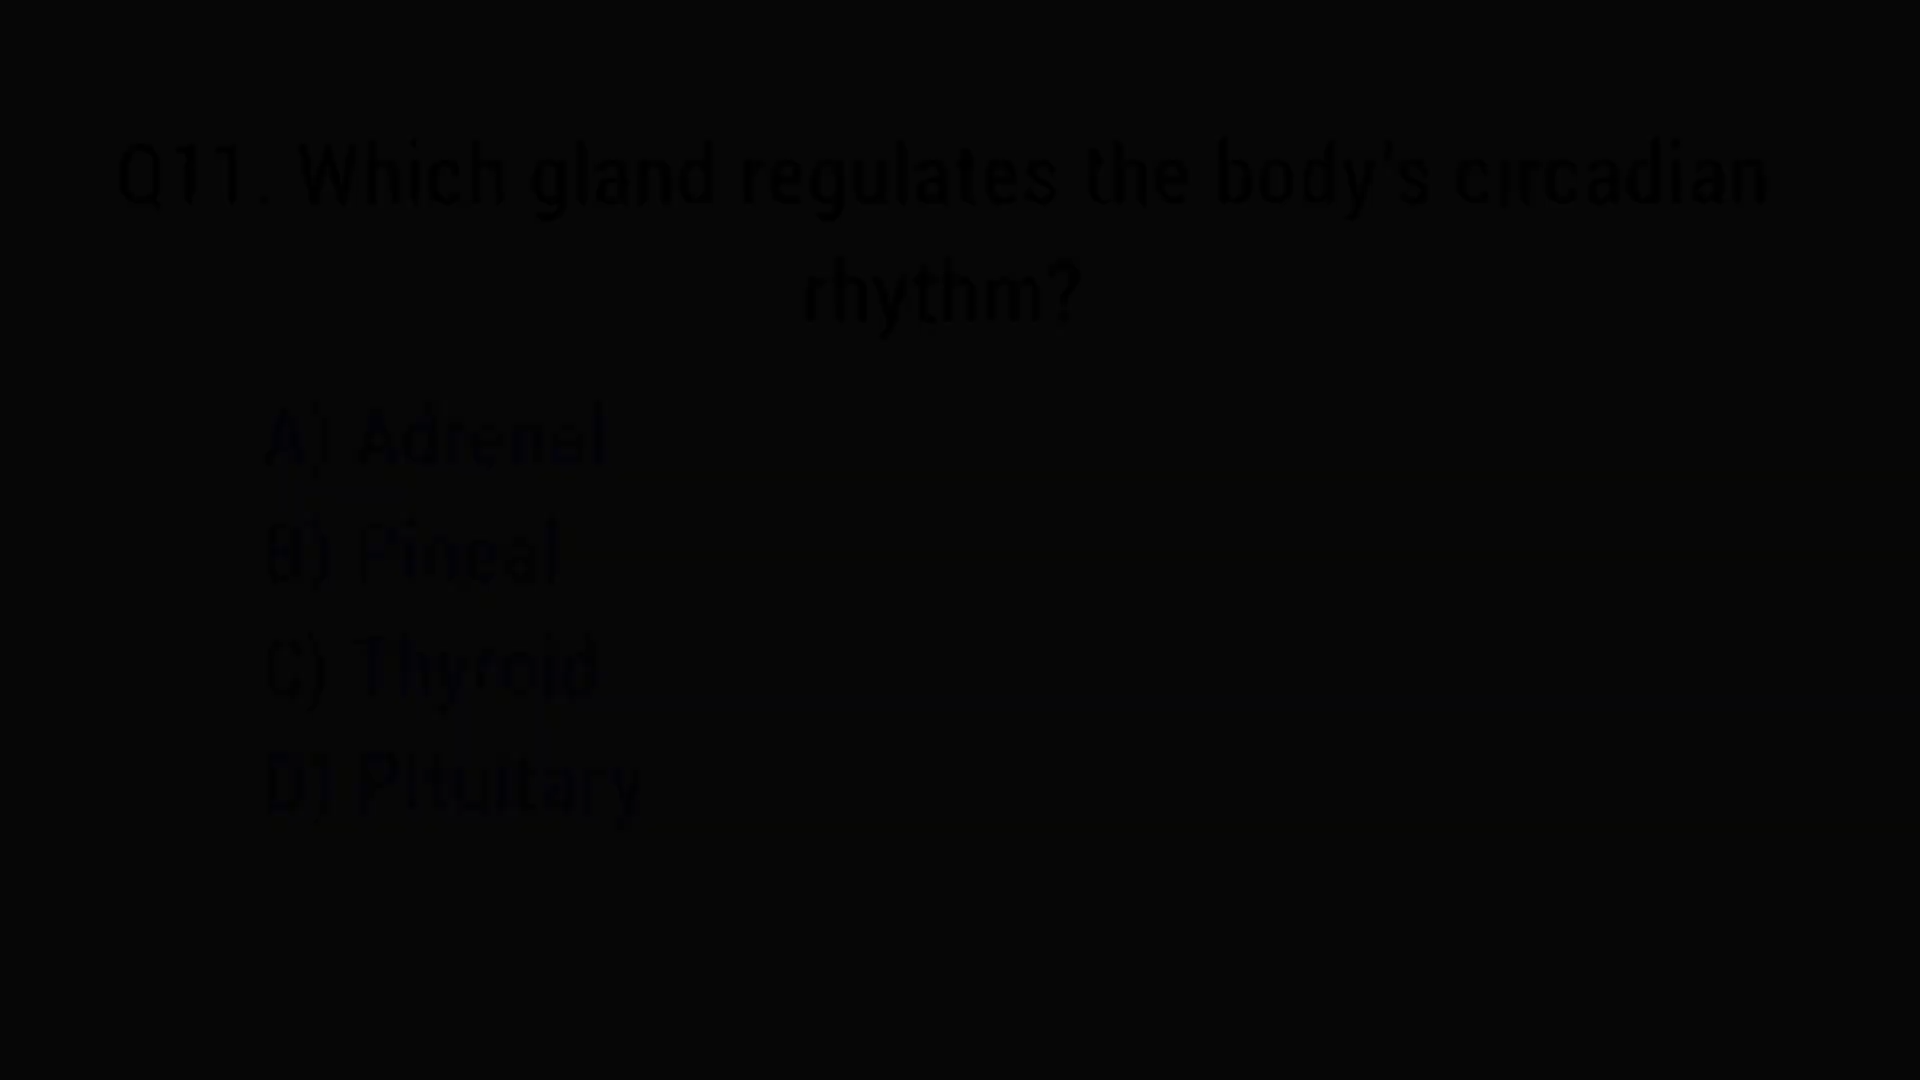 Q11. Which gland regulates the body's circadian
rhythm?
A) Adrenal
B) Pineal
C) Thyroid
D) Pituitary